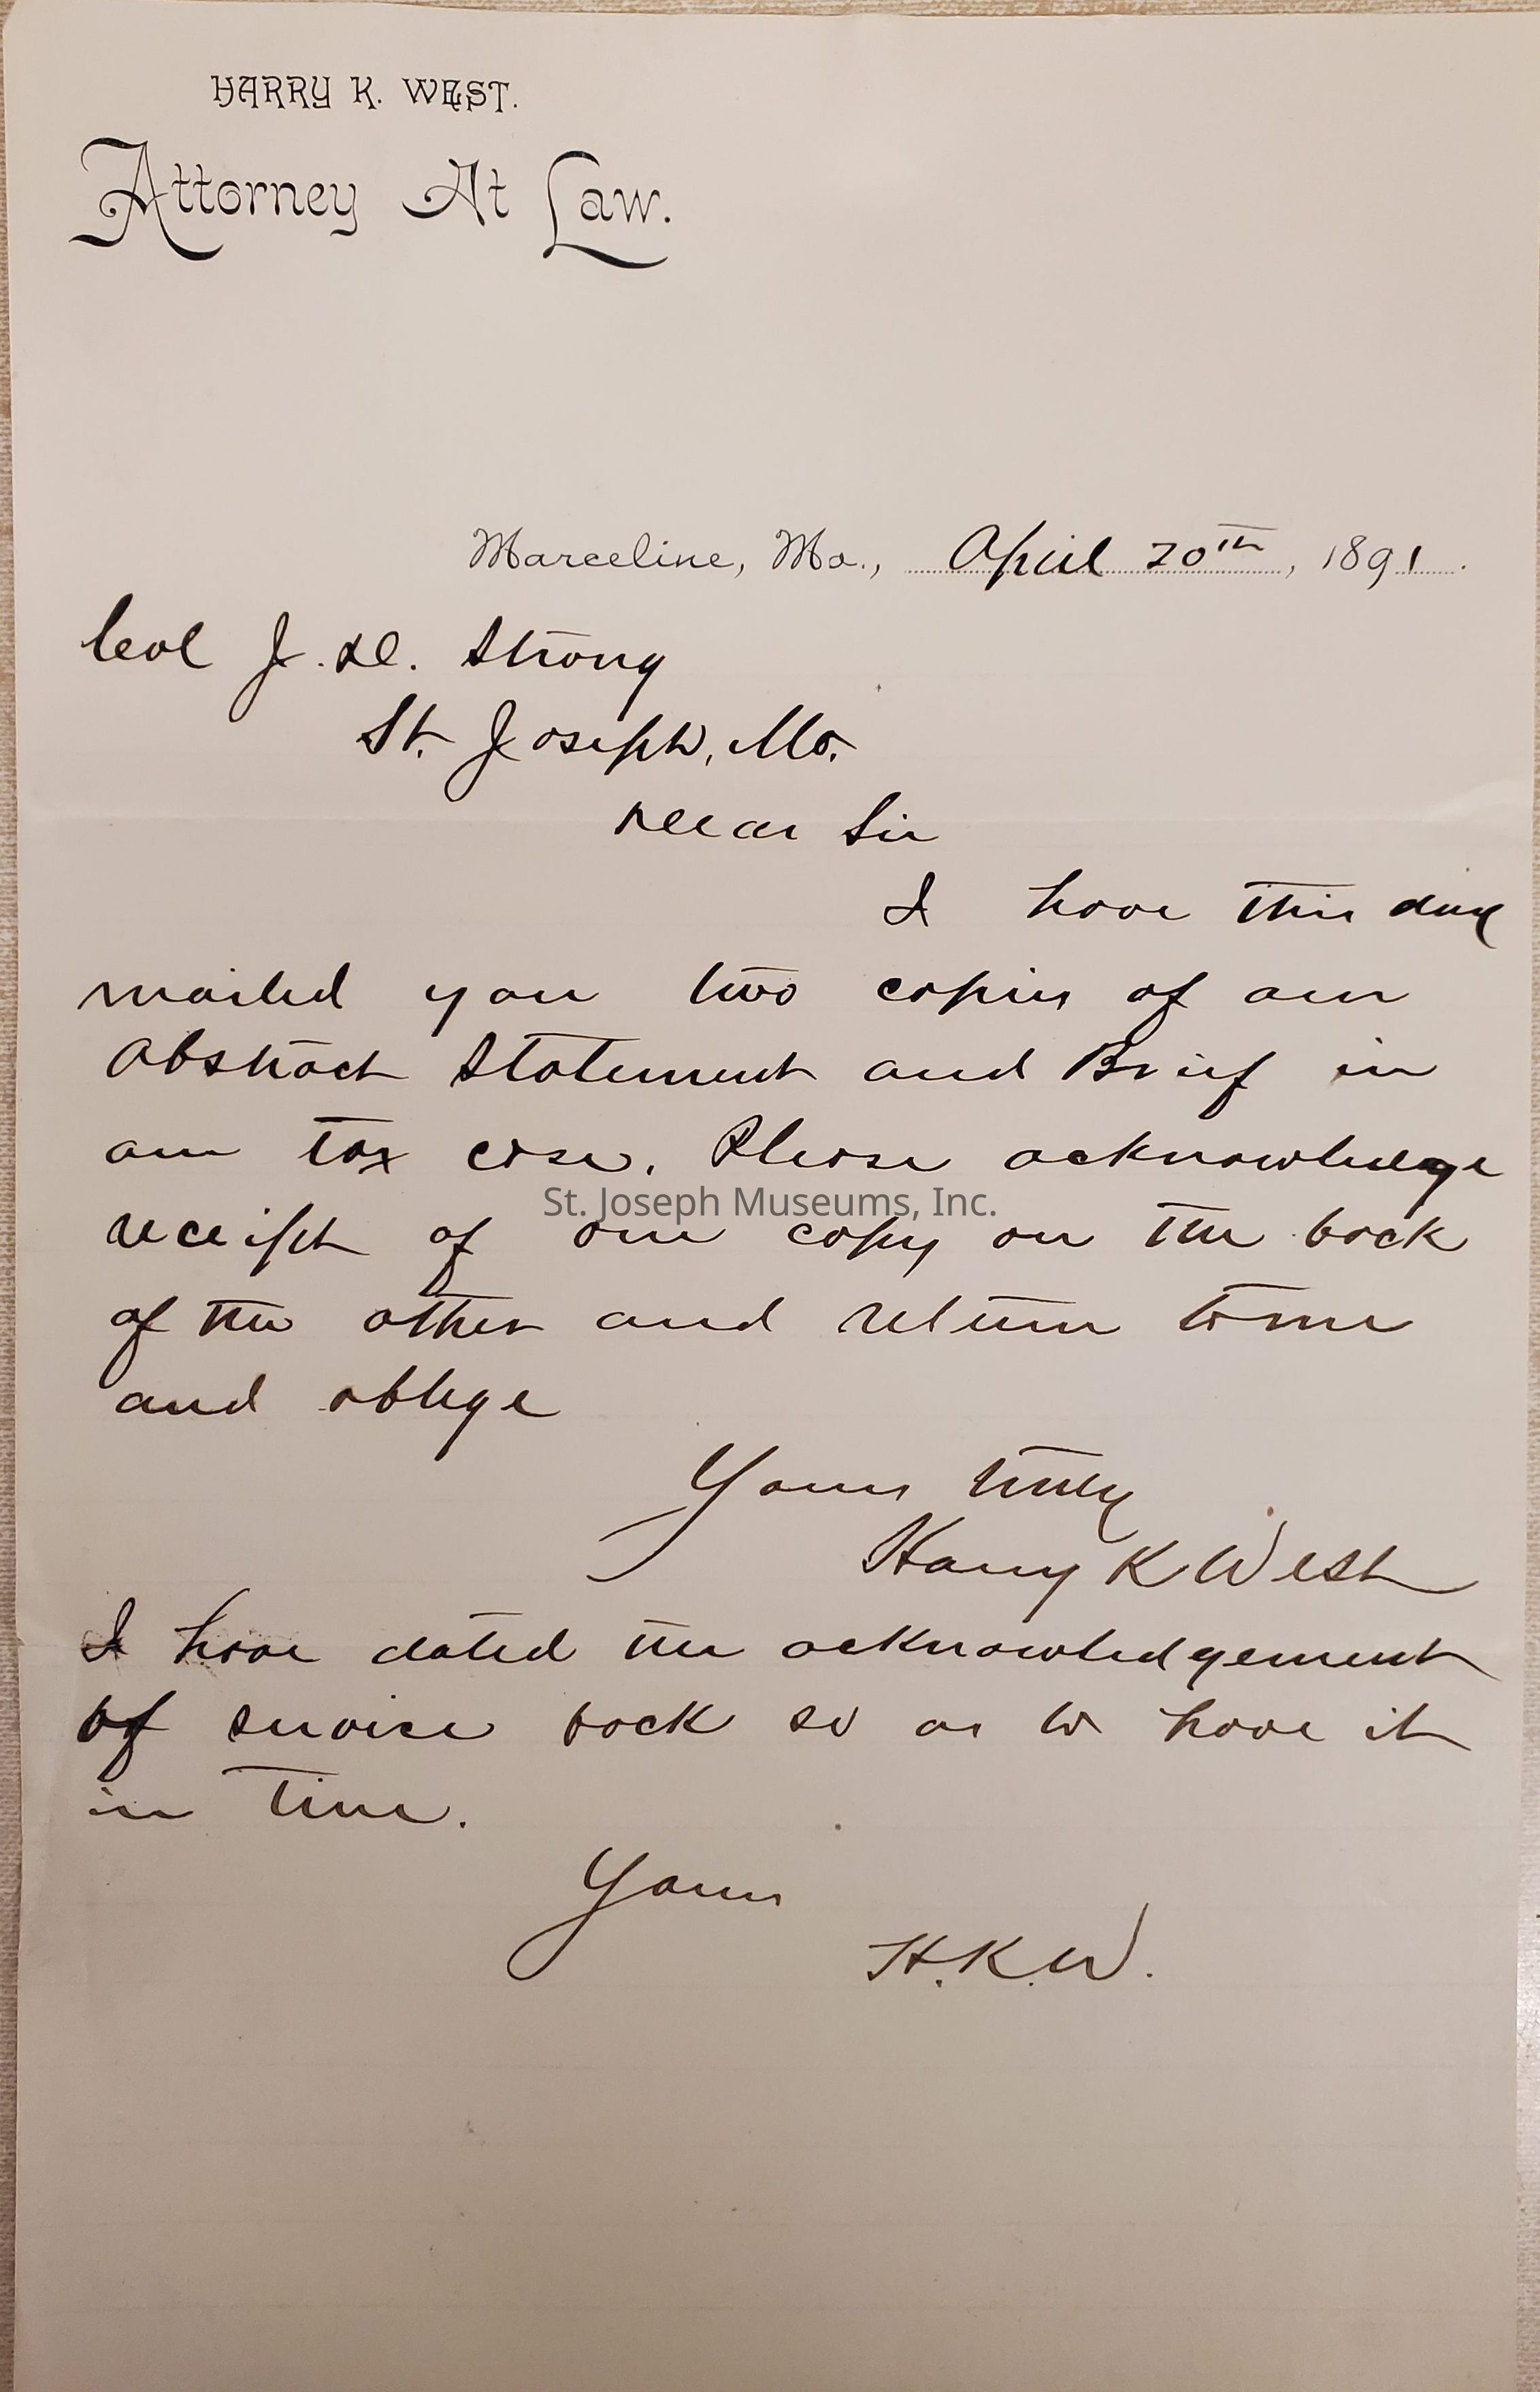 HARRY K. WEST.
Attorney At Law.
Marceline, Mo., April 20th, 1891.
Col J. W. Strong
St. Joseph, Mo.
Dear Sir
I have this day
mailed you two copies of our
Abstract Statement and Brief in
our tax case. Please acknowledge
St. Joseph Museums, Inc.
receipt of one copy on the back
of the other and return to me
and oblige
Yours truly
Harry K West
I have dated the acknowledgement
of service back so as to have it
in time.
Yours
H.K.W.